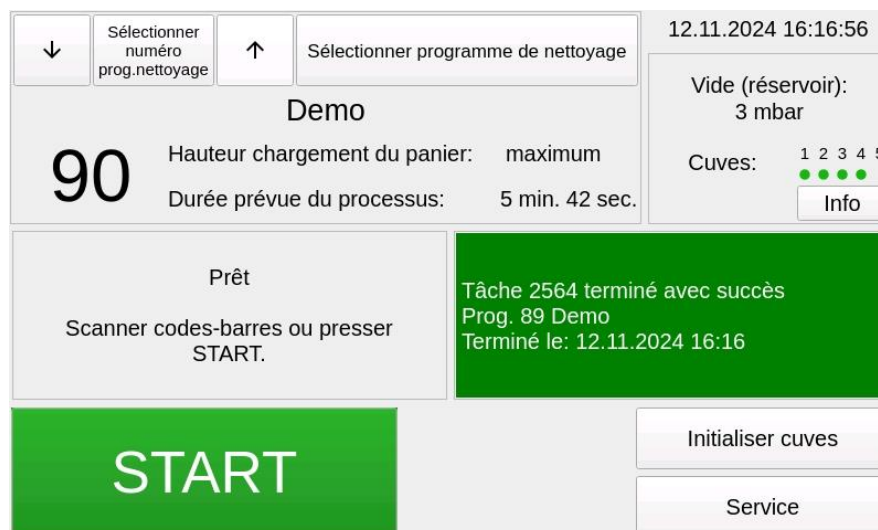 ↓
Sélectionner
numéro
prog.nettoyage
↑
Sélectionner programme de nettoyage
12.11.2024 16:16:56
Demo
90
Hauteur chargement du panier: maximum
Durée prévue du processus: 5 min. 42 sec.
Vide (réservoir):
3 mbar
Cuves: 1 2 3 4 5
Info
Prêt
Scanner codes-barres ou presser
START.
Tâche 2564 terminé avec succès
Prog. 89 Demo
Terminé le: 12.11.2024 16:16
START
Initialiser cuves
Service